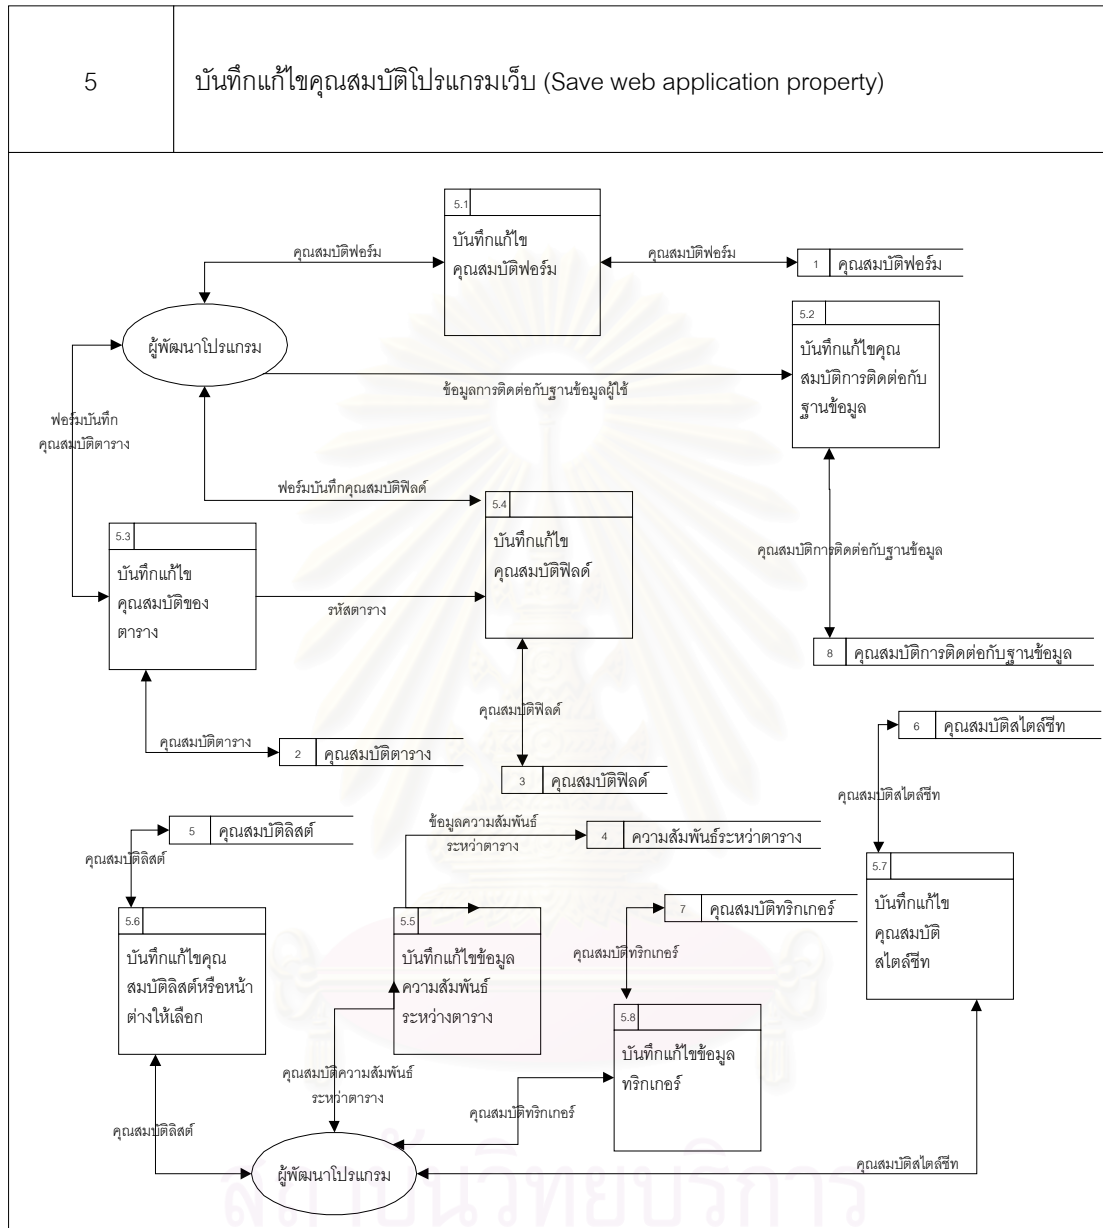 5
บันทึกแก้ไขคุณสมบัติโปรแกรมเว็บ (Save web application property)
5.1
บันทึกแก้ไข
คุณสมบัติฟอร์ม
คุณสมบัติฟอร์ม
คุณสมบัติฟอร์ม
1 คุณสมบัติฟอร์ม
ผู้พัฒนาโปรแกรม
5.2
บันทึกแก้ไขคุณ
สมบัติการติดต่อกับ
ฐานข้อมูล
ข้อมูลการติดต่อกับฐานข้อมูลผู้ใช้
ฟอร์มบันทึก
คุณสมบัติตาราง
ฟอร์มบันทึกคุณสมบัติฟิลด์
5.4
บันทึกแก้ไข
คุณสมบัติฟิลด์
5.3
บันทึกแก้ไข
คุณสมบัติของ
ตาราง
รหัสตาราง
คุณสมบัติการติดต่อกับฐานข้อมูล
8 คุณสมบัติการติดต่อกับฐานข้อมูล
คุณสมบัติฟิลด์
คุณสมบัติตาราง
2 คุณสมบัติตาราง
3 คุณสมบัติฟิลด์
6 คุณสมบัติสไตล์ชีท
คุณสมบัติสไตล์ชีท
5 คุณสมบัติลิสต์
คุณสมบัติลิสต์
ข้อมูลความสัมพันธ์
ระหว่าตาราง
4 ความสัมพันธ์ระหว่าตาราง
5.7
บันทึกแก้ไข
คุณสมบัติ
สไตล์ชีท
7 คุณสมบัติทริกเกอร์
คุณสมบัติทริกเกอร์
5.6
บันทึกแก้ไขคุณ
สมบัติลิสต์หรือหน้า
ต่างให้เลือก
5.5
บันทึกแก้ไขข้อมูล
ความสัมพันธ์
ระหว่างตาราง
5.8
บันทึกแก้ไขข้อมูล
ทริกเกอร์
คุณสมบัติความสัมพันธ์
ระหว่าตาราง
คุณสมบัติทริกเกอร์
คุณสมบัติลิสต์
คุณสมบัติสไตล์ชีท
ผู้พัฒนาโปรแกรม
สถาบันวิทยบริการ